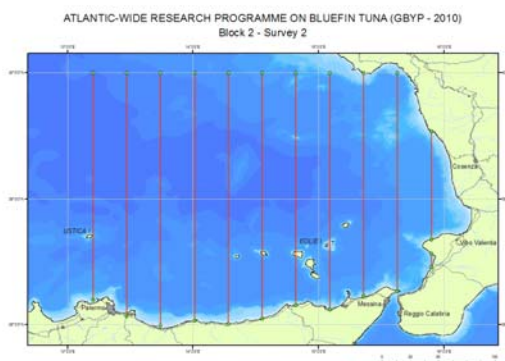 ATLANTIC-WIDE RESEARCH PROGRAMME ON BLUEFIN TUNA (GBYP - 2010)
Block 2 - Survey 2
Cosenza
USTICA
EOLIE
Vibo Valentia
Palermo
Messina
Reggio Calabria